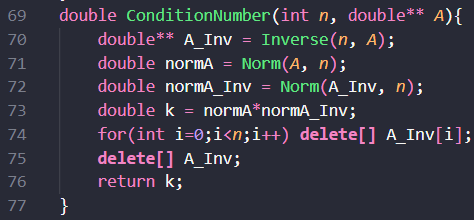 69 double ConditionNumber(int n, double** A){
70     double** A_Inv = Inverse(n, A);
71     double normA = Norm(A, n);
72     double normA_Inv = Norm(A_Inv, n);
73     double k = normA*normA_Inv;
74     for(int i=0;i<n;i++) delete[] A_Inv[i];
75     delete[] A_Inv;
76     return k;
77 }